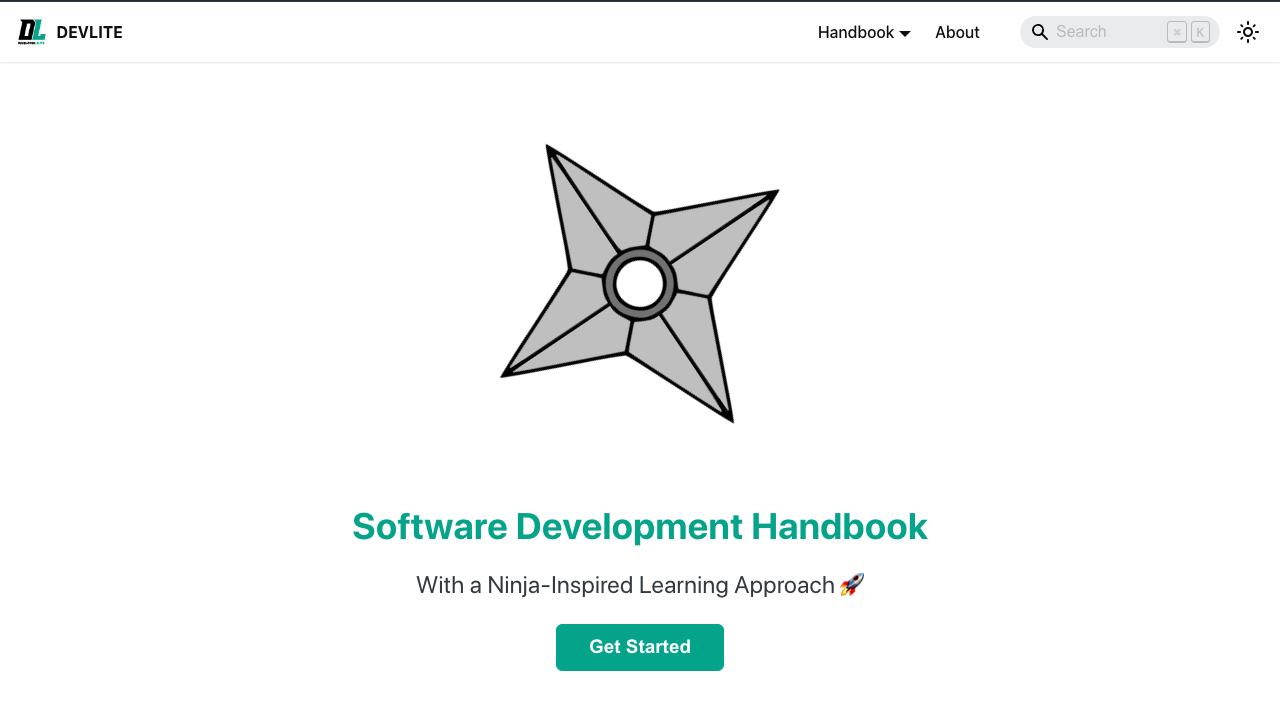 DL DEVLITE Handbook About Search ⌘ K
Software Development Handbook
With a Ninja-Inspired Learning Approach 🚀
Get Started